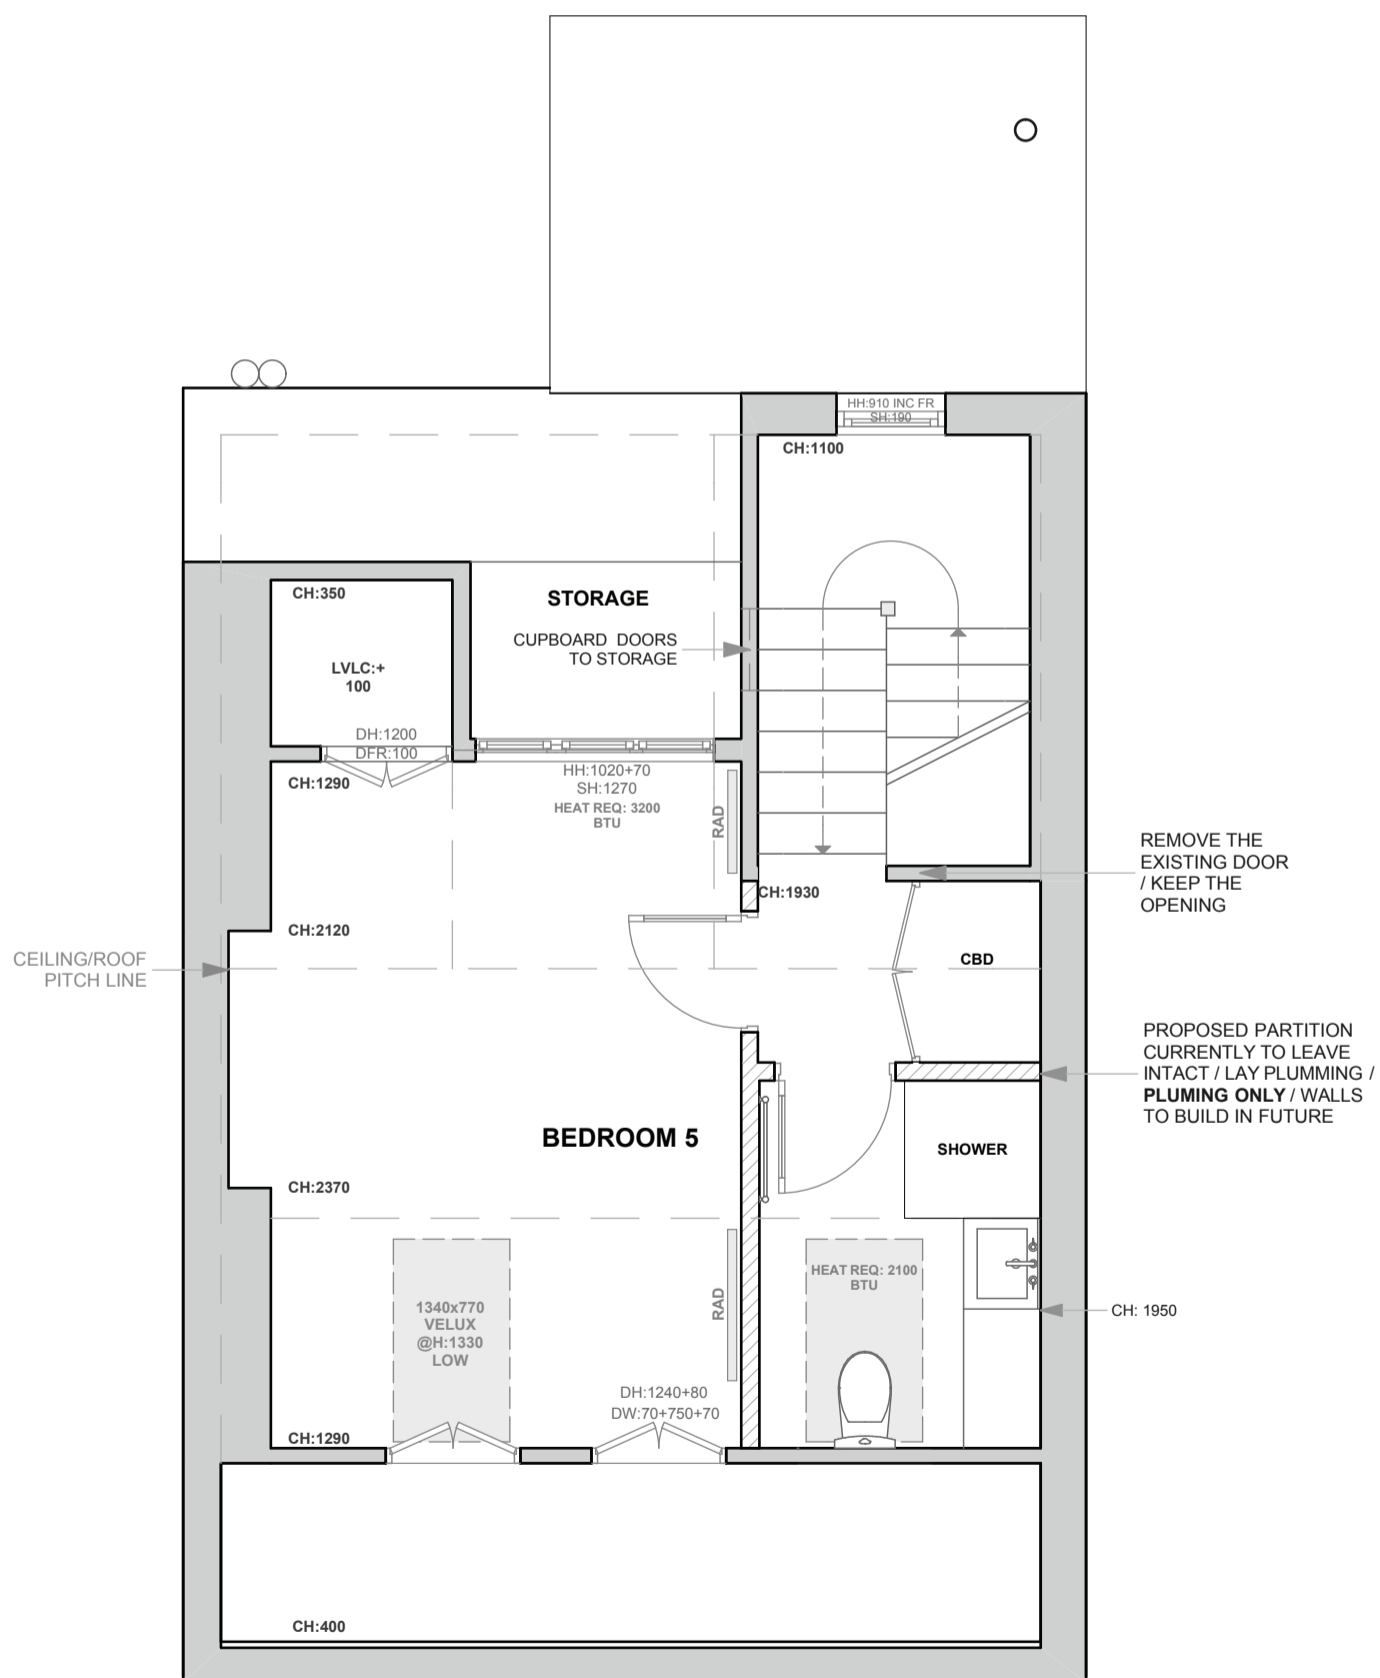 HH:910 INC FR
SH:190
CH:1100
CH:350
STORAGE
CUPBOARD DOORS
TO STORAGE
LVLC:+
100
DH:1200
DFR:100
CH:1290
HH:1020+70
SH:1270
HEAT REQ: 3200
BTU
RAD
REMOVE THE
EXISTING DOOR
/ KEEP THE
OPENING
CH:1930
CH:2120
CEILING/ROOF
PITCH LINE
CBD
PROPOSED PARTITION
CURRENTLY TO LEAVE
INTACT / LAY PLUMMING /
PLUMING ONLY / WALLS
TO BUILD IN FUTURE
BEDROOM 5
SHOWER
CH:2370
HEAT REQ: 2100
BTU
1340x770
VELUX
@H:1330
LOW
RAD
CH: 1950
DH:1240+80
DW:70+750+70
CH:1290
CH:400